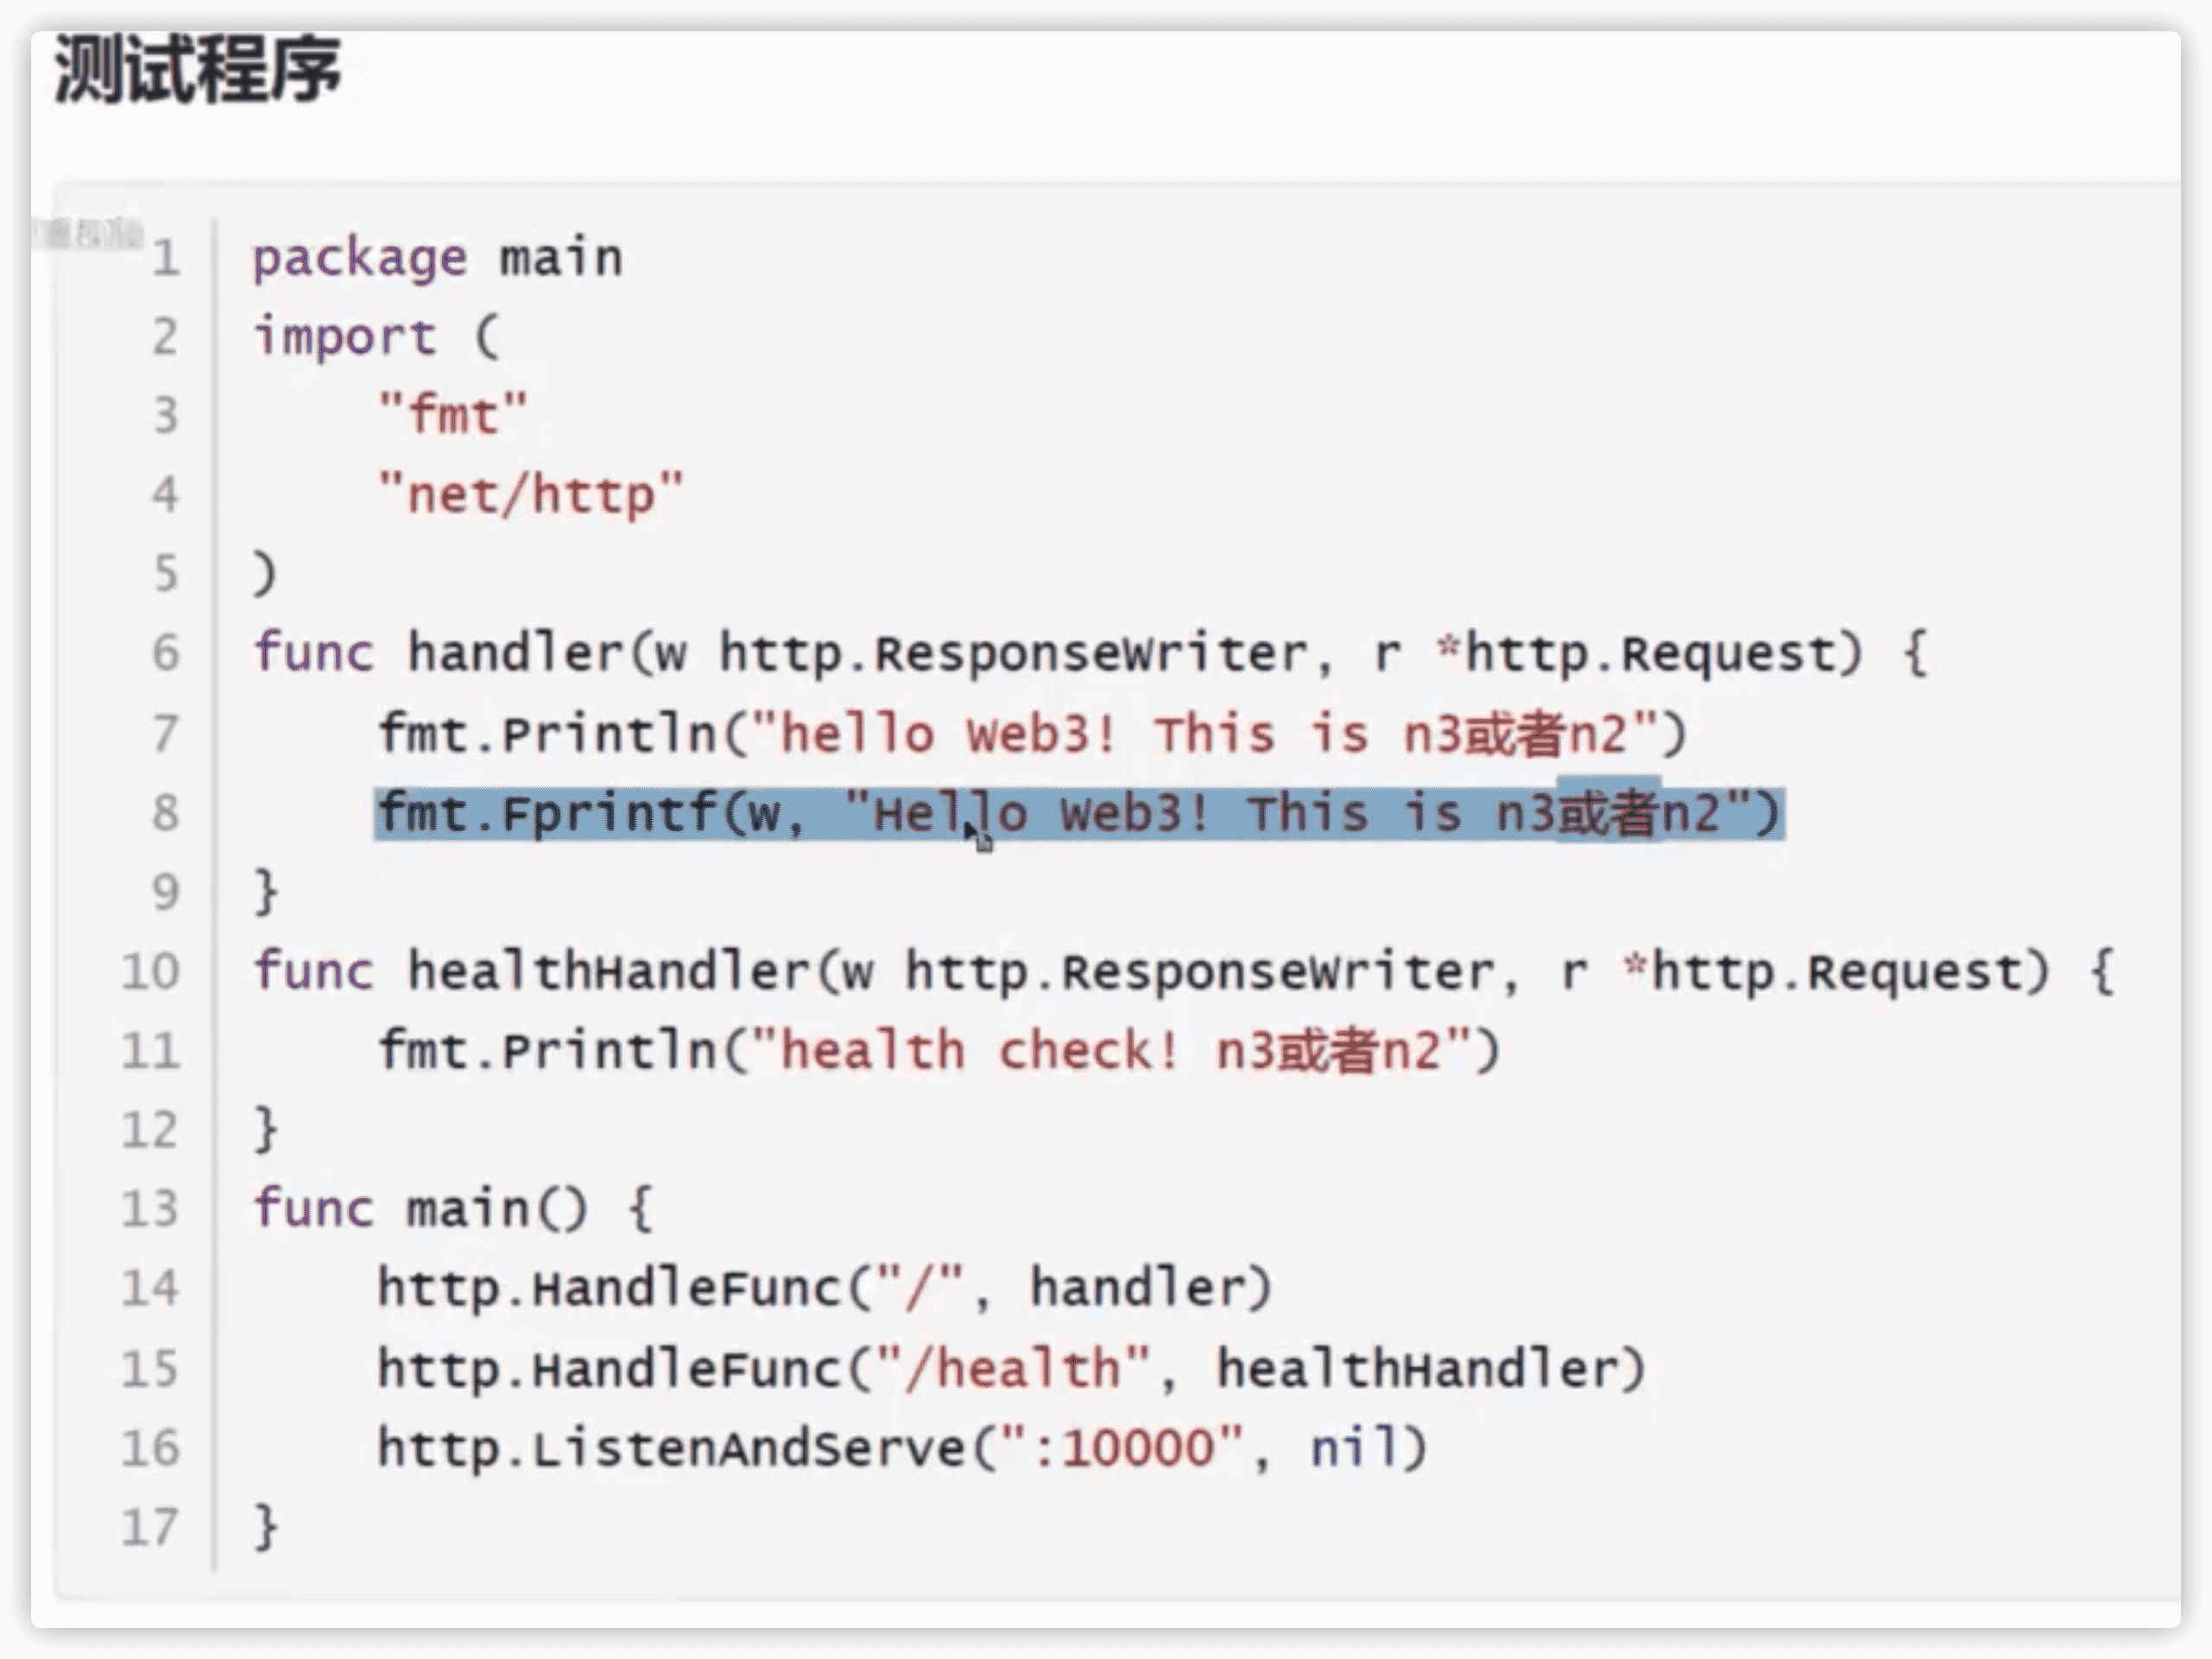 测试程序
1 package main
2 import (
3     "fmt"
4     "net/http"
5 )
6 func handler(w http.ResponseWriter, r *http.Request) {
7     fmt.Println("hello Web3! This is n3或者n2")
8     fmt.Fprintf(w, "Hello Web3! This is n3或者n2")
9 }
10 func healthHandler(w http.ResponseWriter, r *http.Request) {
11     fmt.Println("health check! n3或者n2")
12 }
13 func main() {
14     http.HandleFunc("/", handler)
15     http.HandleFunc("/health", healthHandler)
16     http.ListenAndServe(":10000", nil)
17 }